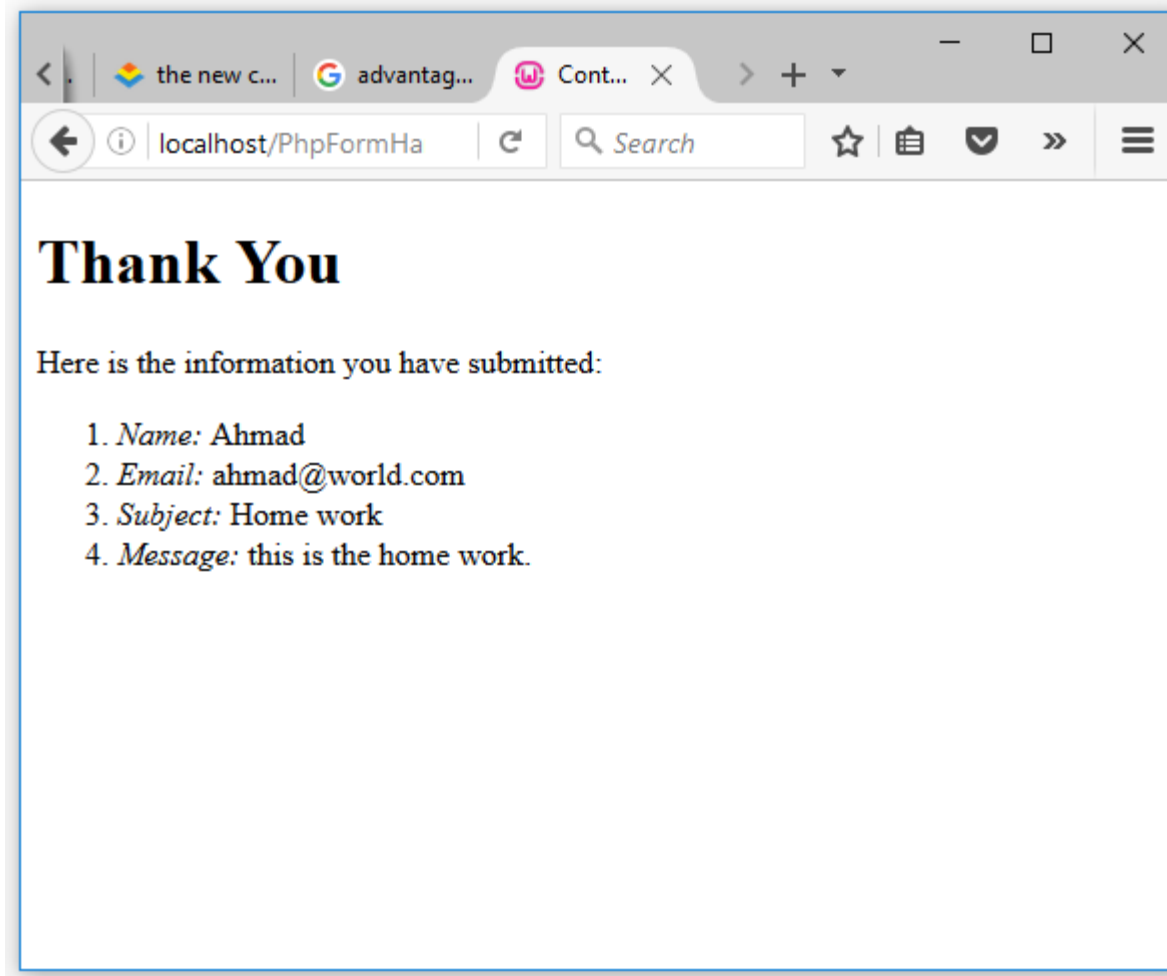 the new c...
advantag...
Cont...
localhost/PhpFormHa
Search
Thank You
Here is the information you have submitted:
1. Name: Ahmad
2. Email: ahmad@world.com
3. Subject: Home work
4. Message: this is the home work.